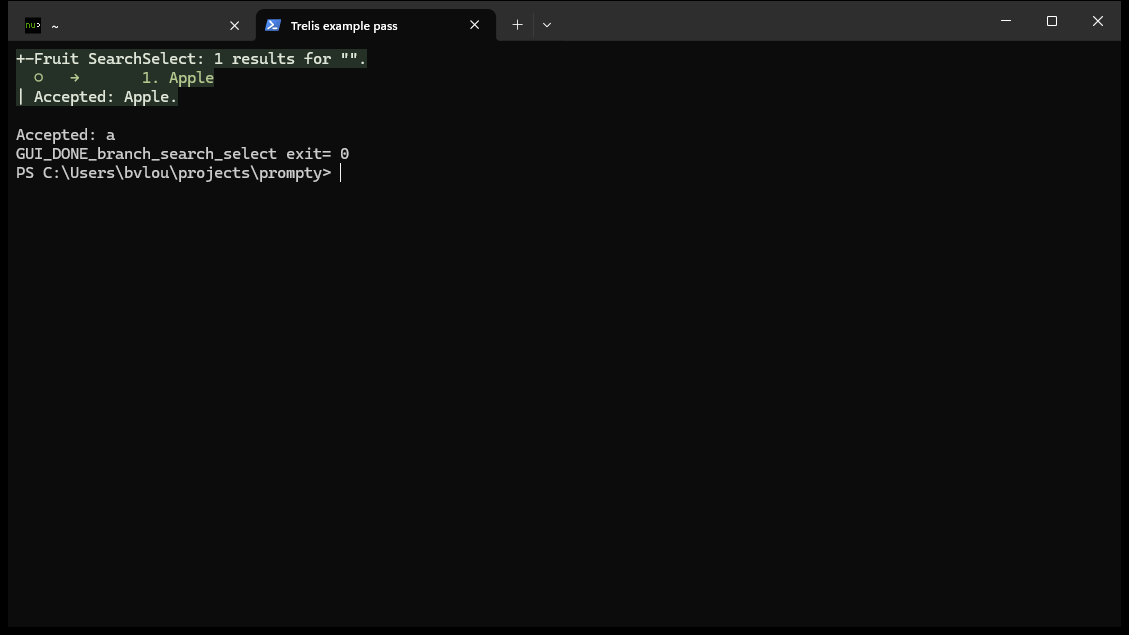 nu> ~
Trelis example pass
+-Fruit SearchSelect: 1 results for "".
○ → 1. Apple
| Accepted: Apple.
Accepted: a
GUI_DONE_branch_search_select exit= 0
PS C:\Users\bvlou\projects\prompty>